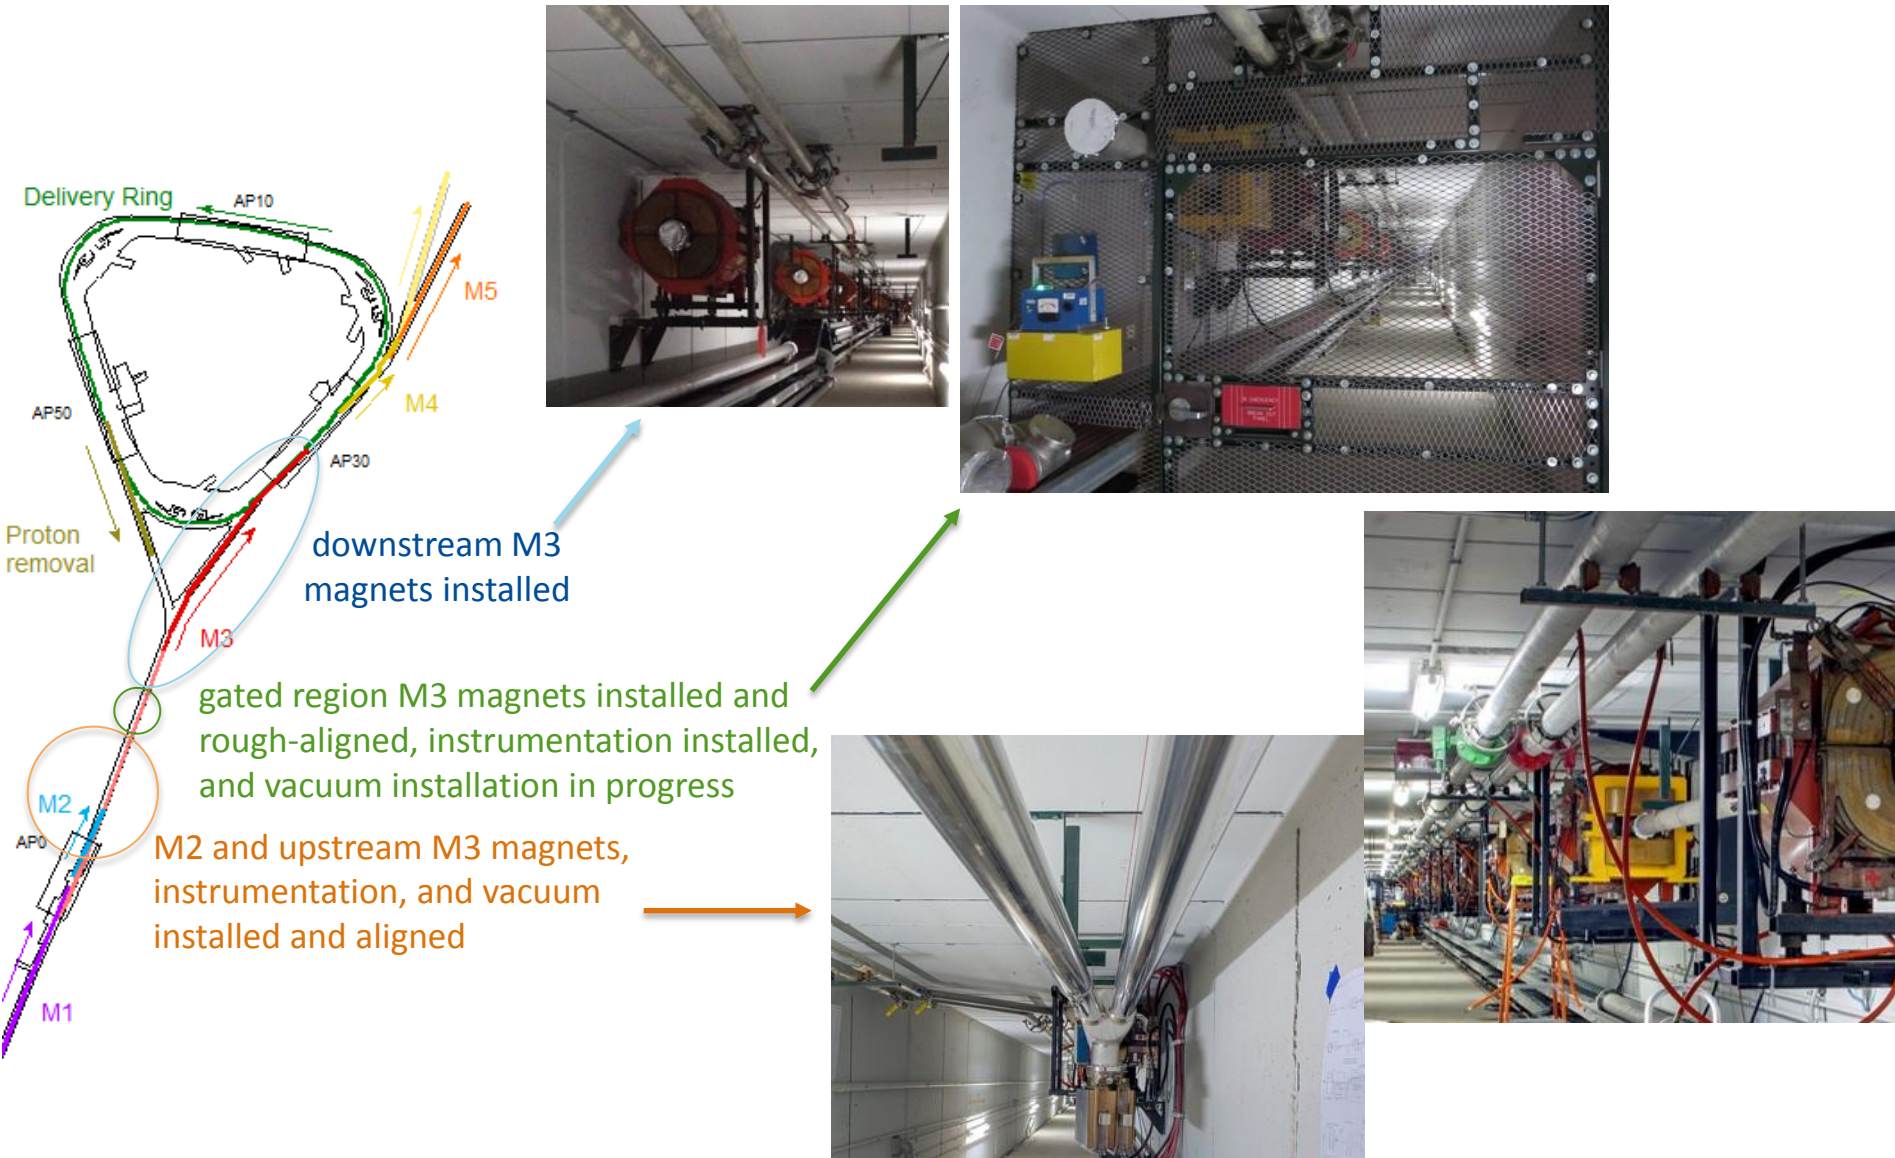 Delivery Ring
AP10
M5
M4
AP50
AP30
Proton
removal
downstream M3
magnets installed
M3
gated region M3 magnets installed and
rough-aligned, instrumentation installed,
and vacuum installation in progress
M2
AP0
M2 and upstream M3 magnets,
instrumentation, and vacuum
installed and aligned
M1
EMERGENCY